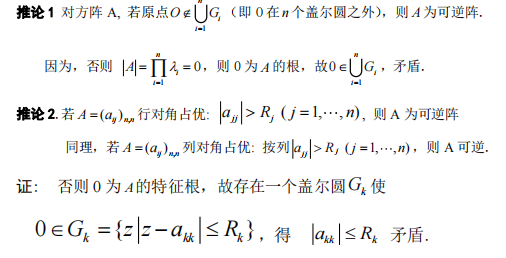 推论1 对方阵 A, 若原点 $O \notin \bigcup_{i=1}^{n} G_i$ (即 0 在 n 个盖尔圆之外), 则 A 为可逆阵.
因为, 否则 $|A| = \prod_{i=1}^{n} \lambda_i = 0$, 则 0 为 A 的根, 故 $0 \in \bigcup_{i=1}^{n} G_i$, 矛盾.
推论2. 若 $A = (a_{ij})_{n,n}$ 行对角占优: $|a_{jj}| > R_j \ (j = 1, \cdots, n)$, 则 A 为可逆阵
同理, 若 $A = (a_{ij})_{n,n}$ 列对角占优: 按列 $|a_{jj}| > R_J \ (j = 1, \cdots, n)$, 则 A 可逆.
证: 否则 0 为 A 的特征根, 故存在一个盖尔圆 $G_k$ 使
$0 \in G_k = \{z | |z - a_{kk}| \le R_k\}$, 得 $|a_{kk}| \le R_k$ 矛盾.